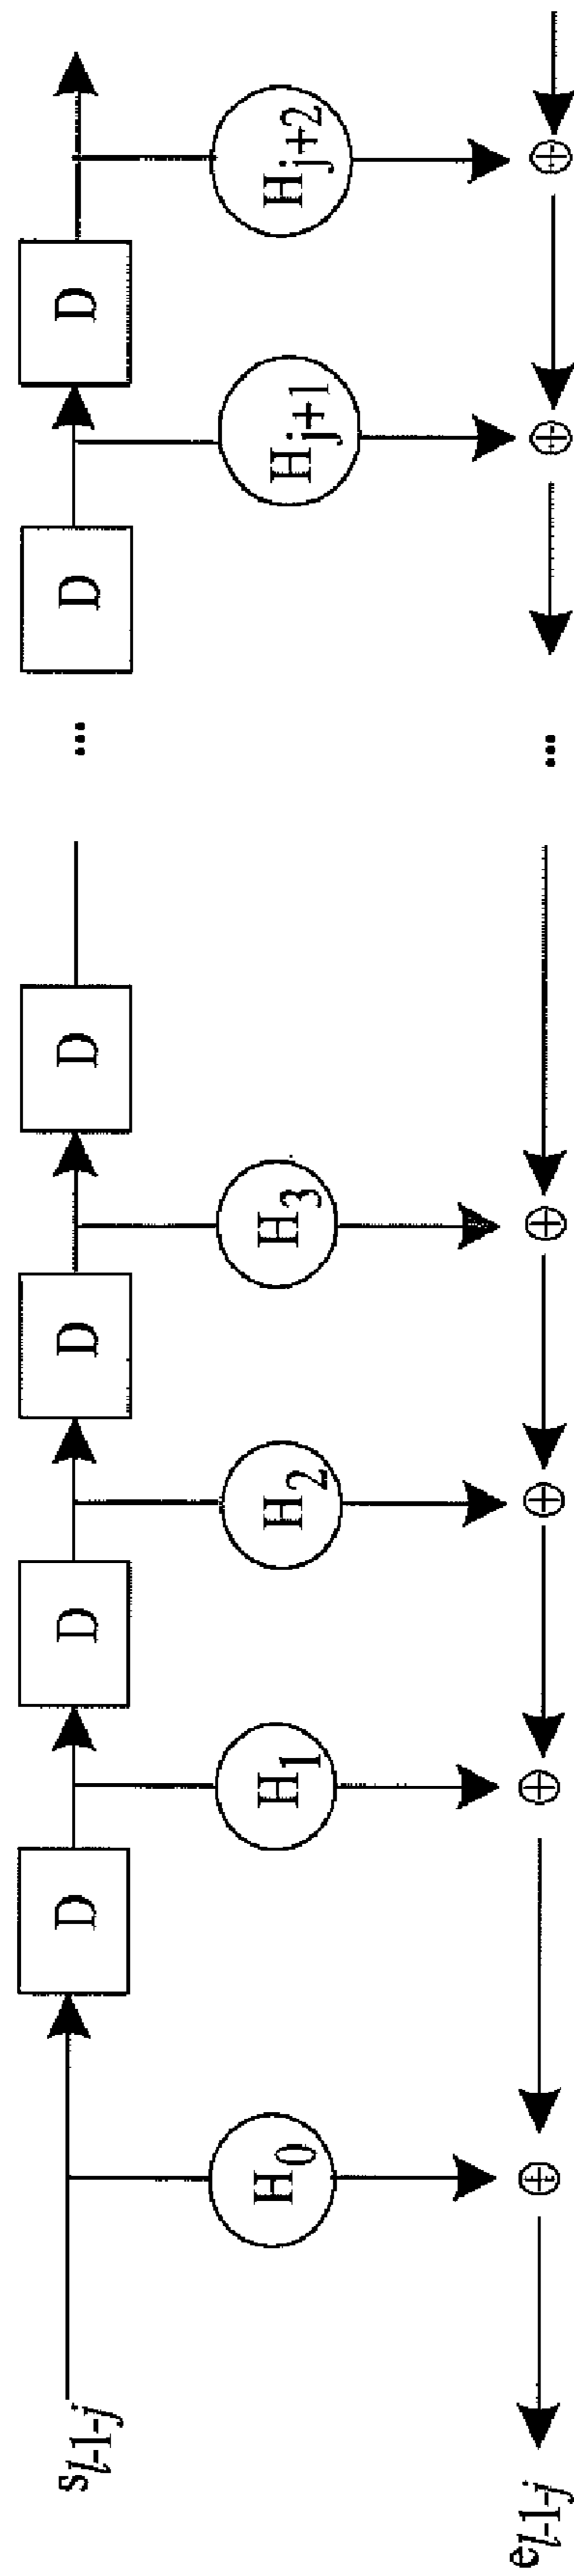 s_{l-1-j}
D
D
D
D
...
D
D
H_0
H_1
H_2
H_3
H_{j+1}
H_{j+2}
e_{l-1-j}
...